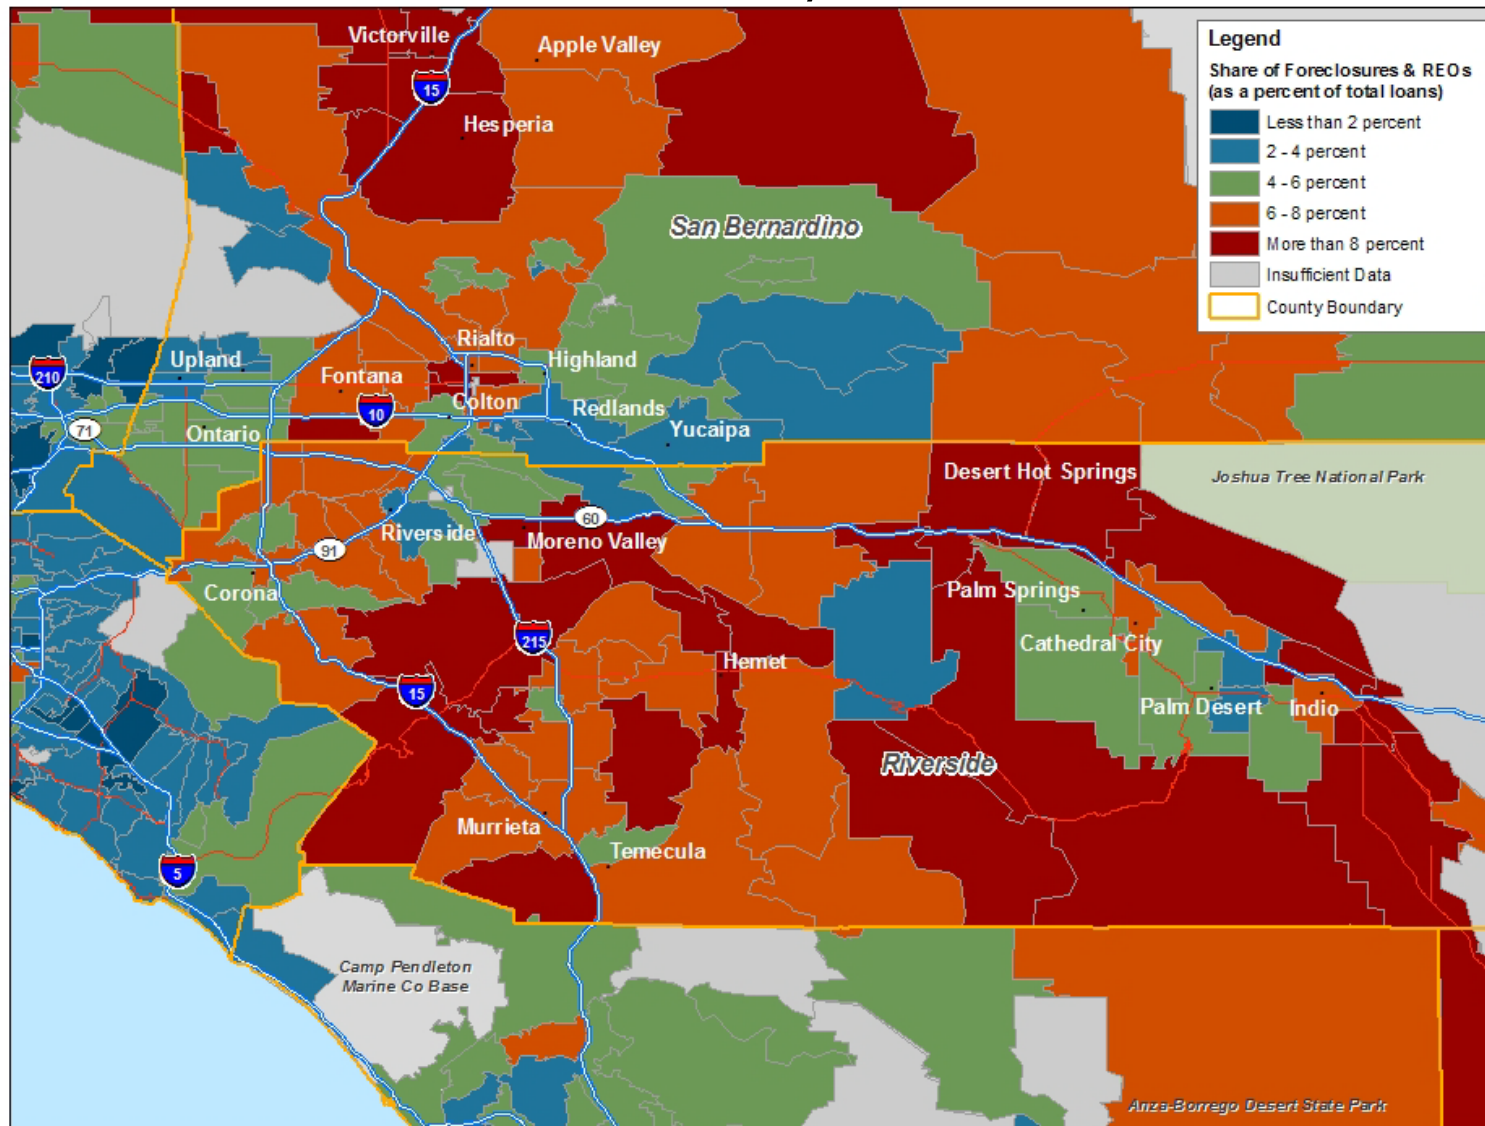 Victorville
Apple Valley
15
Hesperia
Legend
Share of Foreclosures & REOs
(as a percent of total loans)
Less than 2 percent
2 - 4 percent
4 - 6 percent
6 - 8 percent
More than 8 percent
Insufficient Data
County Boundary
San Bernardino
Rialto
Upland
Highland
210
Fontana
10
Colton
Redlands
71
Ontario
Yucaipa
Desert Hot Springs
Joshua Tree National Park
60
Riverside
Moreno Valley
91
Corona
Palm Springs
215
Cathedral City
Hemet
15
Palm Desert
Indio
Riverside
Murrieta
Temecula
5
Camp Pendleton
Marine Co Base
Anza-Borrego Desert State Park